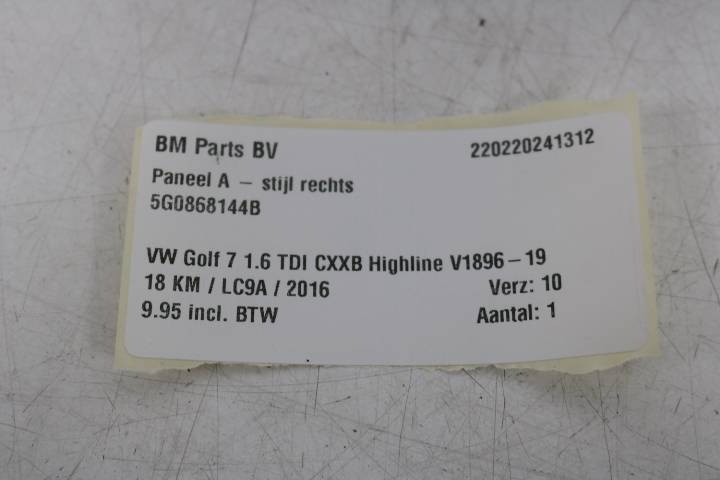 BM Parts BV 220220241312
Paneel A - stijl rechts
5G0868144B
VW Golf 7 1.6 TDI CXXB Highline V1896-19
18 KM / LC9A / 2016 Verz: 10
9.95 incl. BTW Aantal: 1